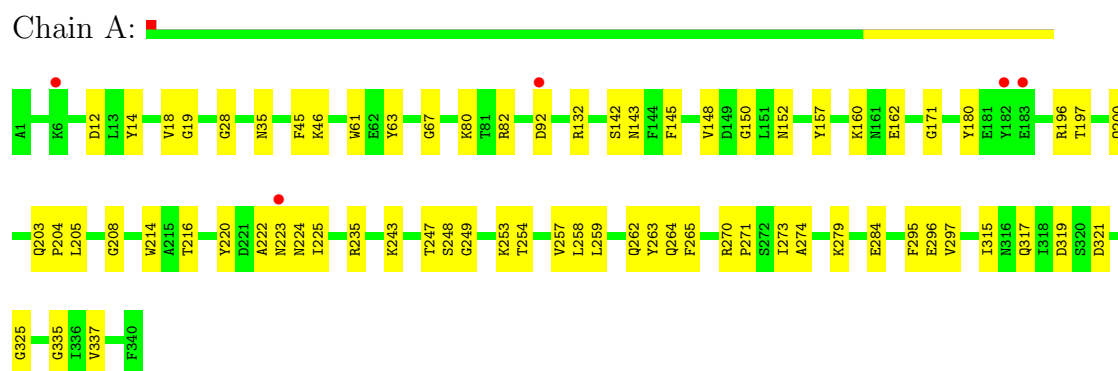 Chain A:
A1 K6 D12 L13 Y14 V18 G19 G28 N35 F45 K46 W61 E62 Y63 G67 K80 T81 R82 D92 R132 S142 N143 F144 F145 V148 D149 G150 L151 N152 Y157 K160 N161 E162 G171 Y180 E181 Y182 E183 R196 T197
Q203 P204 L205 G208 W214 A215 T216 Y220 D221 A222 N223 N224 I225 R235 K243 T247 S248 G249 K253 T254 V257 L258 L259 Q262 Y263 Q264 F265 R270 P271 S272 I273 A274 K279 E284 F295 E296 V297 I315 N316 Q317 I318 D319 S320 D321
G325 G335 I336 V337 F340